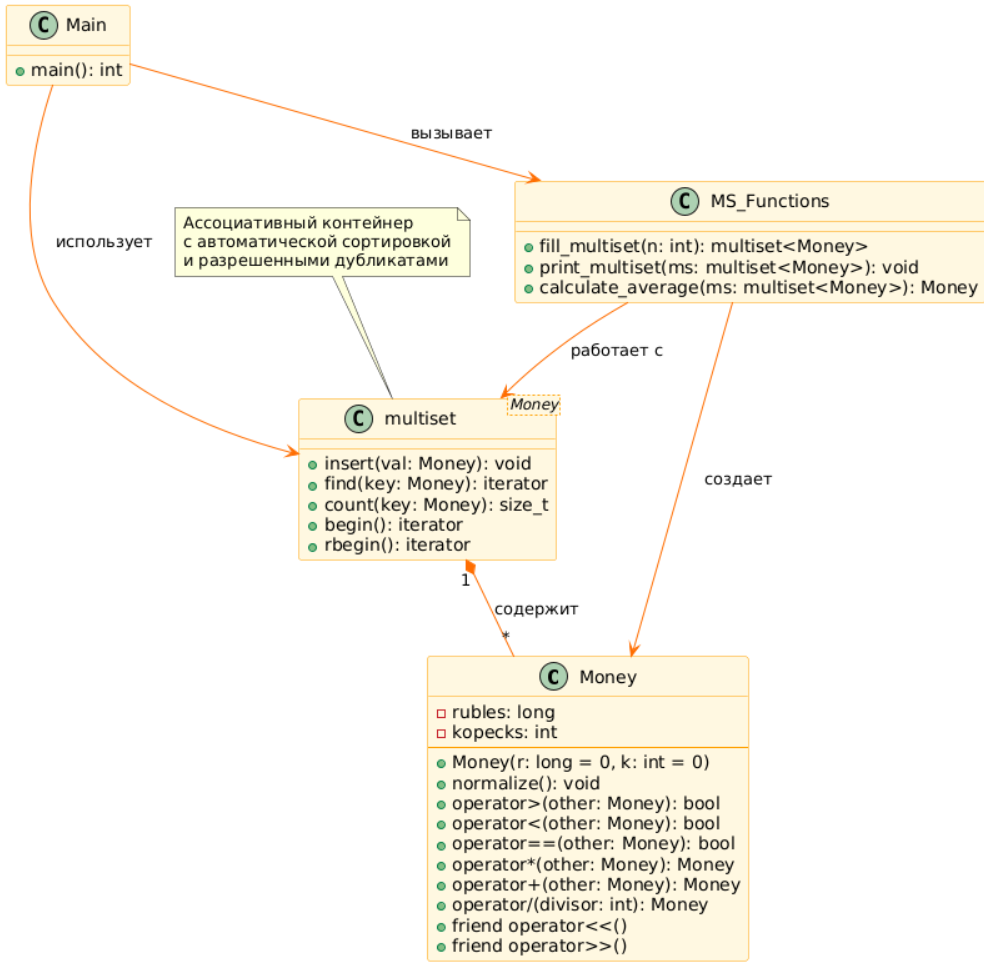 C Main
main(): int
вызывает
C MS_Functions
fill_multiset(n: int): multiset<Money>
print_multiset(ms: multiset<Money>): void
calculate_average(ms: multiset<Money>): Money
Ассоциативный контейнер
с автоматической сортировкой
и разрешенными дубликатами
использует
работает с
Money
C multiset
insert(val: Money): void
find(key: Money): iterator
count(key: Money): size_t
begin(): iterator
rbegin(): iterator
создает
1
содержит
*
C Money
rubles: long
kopecks: int
Money(r: long = 0, k: int = 0)
normalize(): void
operator>(other: Money): bool
operator<(other: Money): bool
operator==(other: Money): bool
operator*(other: Money): Money
operator+(other: Money): Money
operator/(divisor: int): Money
friend operator<<()
friend operator>>()